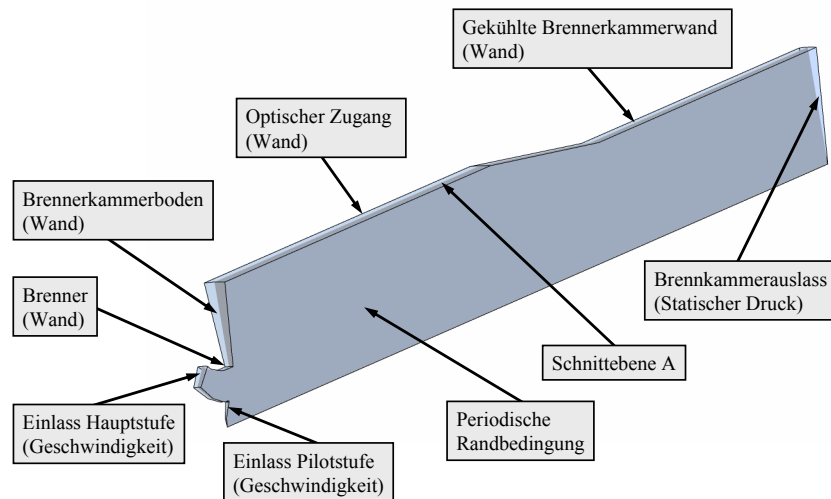 Gekühlte Brennerkammerwand
(Wand)
Optischer Zugang
(Wand)
Brennerkammerboden
(Wand)
Brenner
(Wand)
Brennkammerauslass
(Statischer Druck)
Schnittebene A
Einlass Hauptstufe
(Geschwindigkeit)
Periodische
Randbedingung
Einlass Pilotstufe
(Geschwindigkeit)